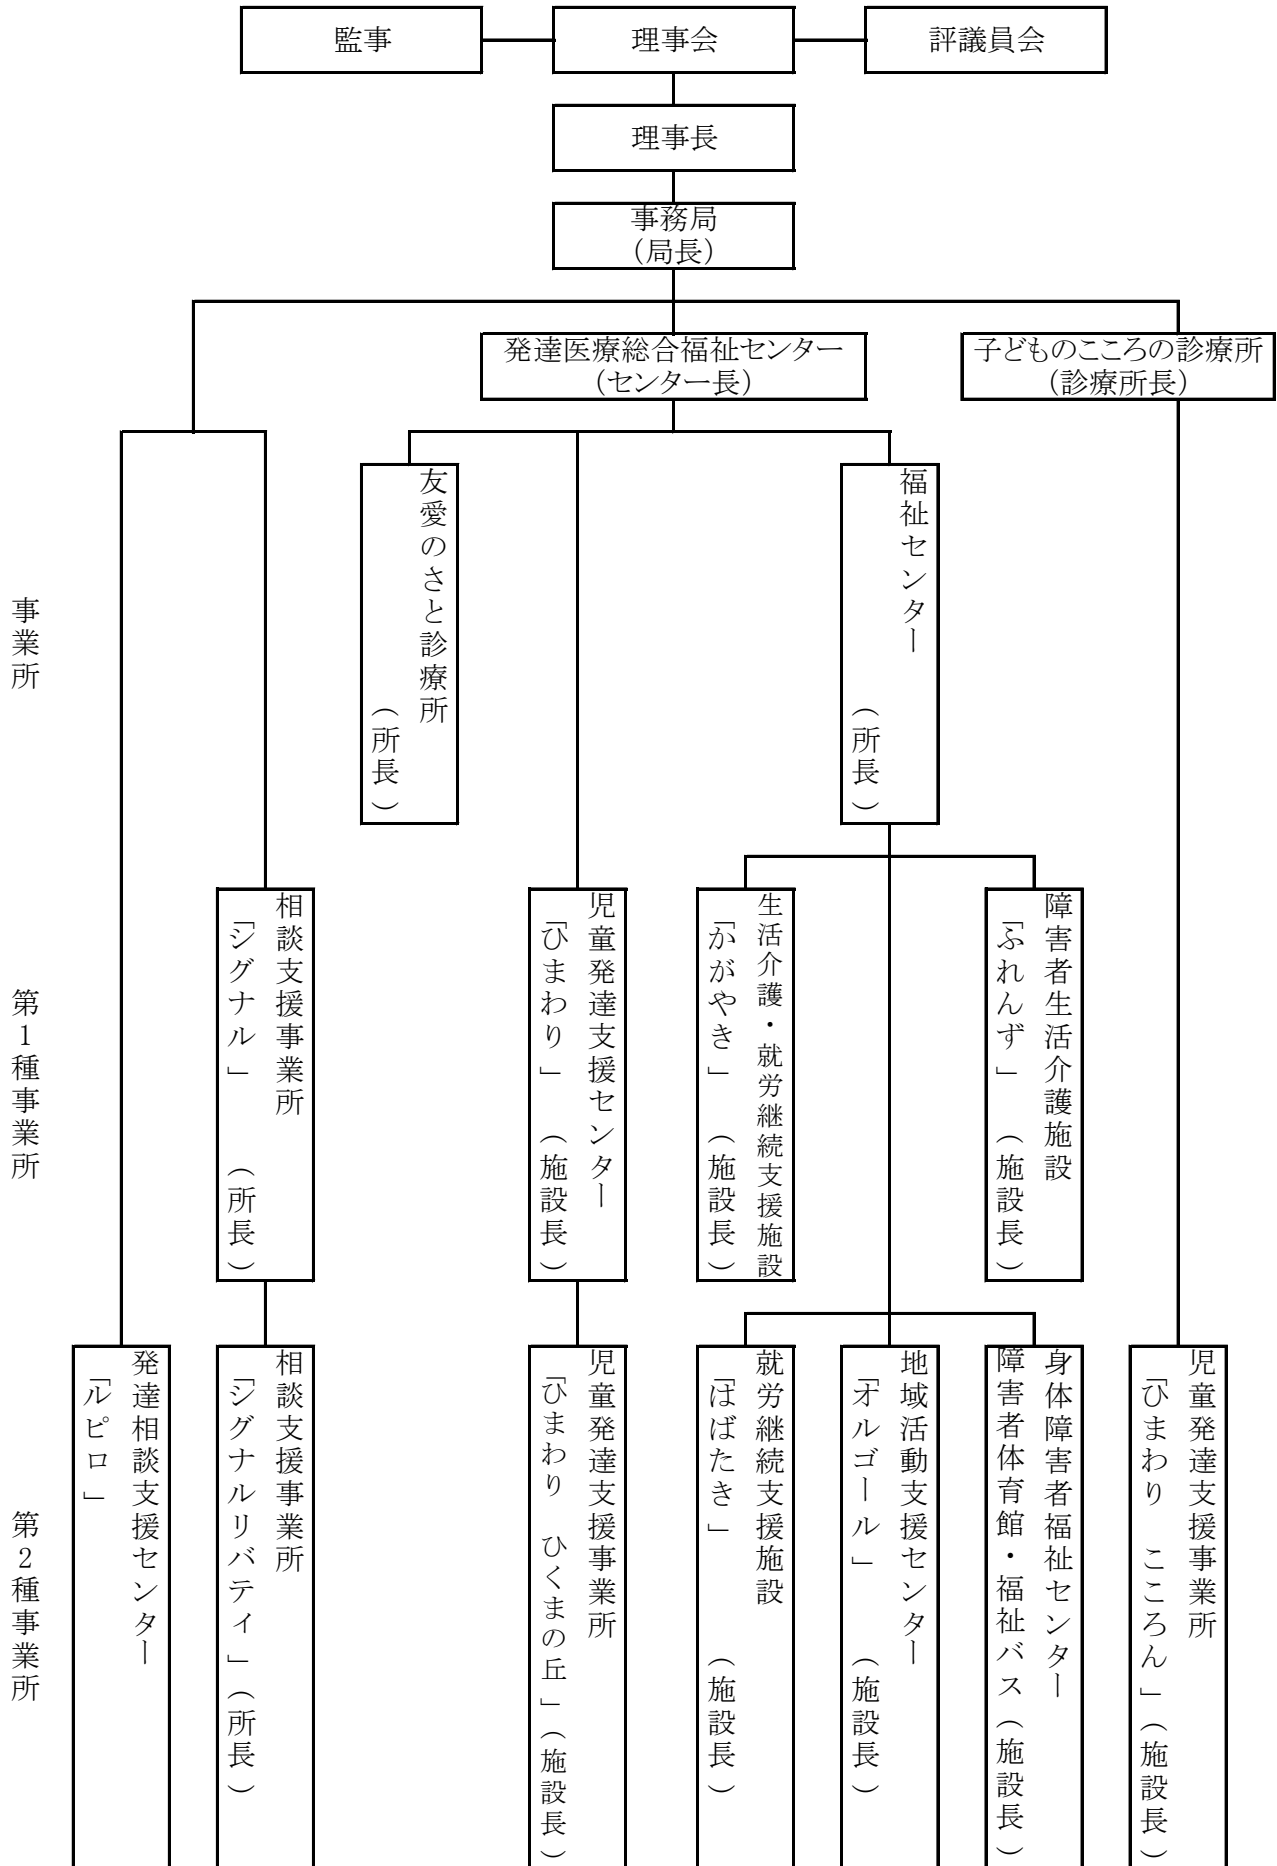 監事
理事会
評議員会
理事長
事務局
（局長）
発達医療総合福祉センター
（センター長）
子どものこころの診療所
（診療所長）
事業所
友愛のさと診療所
（所長）
福祉センター
（所長）
第1種事業所
相談支援事業所
「シグナル」　（所長）
児童発達支援センター
「ひまわり」（施設長）
生活介護・就労継続支援施設
「かがやき」（施設長）
障害者生活介護施設
「ふれんず」（施設長）
第2種事業所
発達相談支援センター
「ルピロ」
相談支援事業所
「シグナルリバティ」（所長）
児童発達支援事業所
「ひまわり　ひくまの丘」（施設長）
就労継続支援施設
「はばたき」　（施設長）
地域活動支援センター
「オルゴール」　（施設長）
身体障害者福祉センター
障害者体育館・福祉バス（施設長）
児童発達支援事業所
「ひまわり　こころん」（施設長）